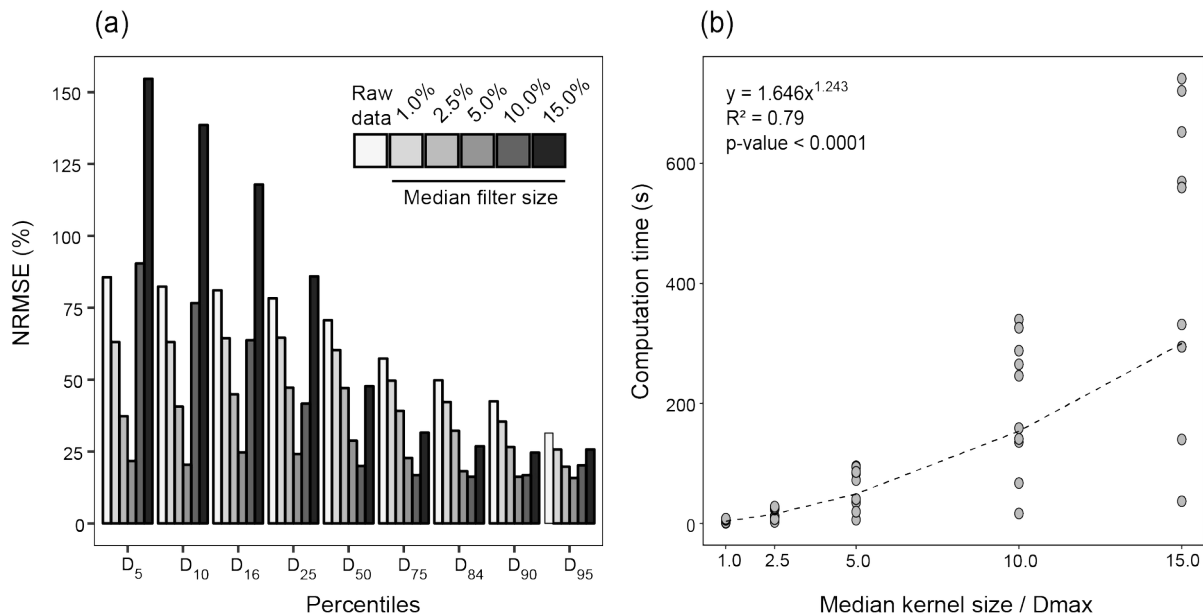 (a)
NRMSE (%)
150
125
100
75
50
25
0
Raw data
1.0%
2.5%
5.0%
10.0%
15.0%
Median filter size
D₅
D₁₀
D₁₆
D₂₅
D₅₀
D₇₅
D₈₄
D₉₀
D₉₅
Percentiles
(b)
y = 1.646x¹·²⁴³
R² = 0.79
p-value < 0.0001
Computation time (s)
600
400
200
0
1.0
2.5
5.0
10.0
15.0
Median kernel size / Dmax